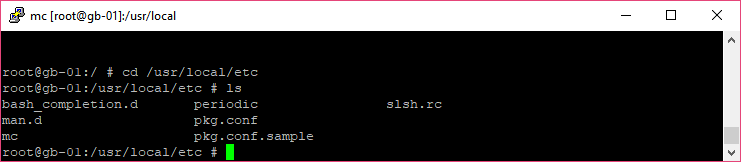 mc [root@gb-01]:/usr/local
root@gb-01:/ # cd /usr/local/etc
root@gb-01:/usr/local/etc # ls
bash_completion.d periodic slsh.rc
man.d pkg.conf
mc pkg.conf.sample
root@gb-01:/usr/local/etc #